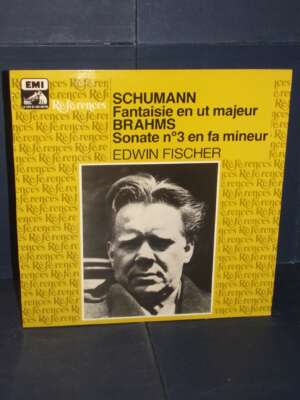 EMI
Références
SCHUMANN
Fantaisie en ut majeur
BRAHMS
Sonate n°3 en fa mineur
EDWIN FISCHER